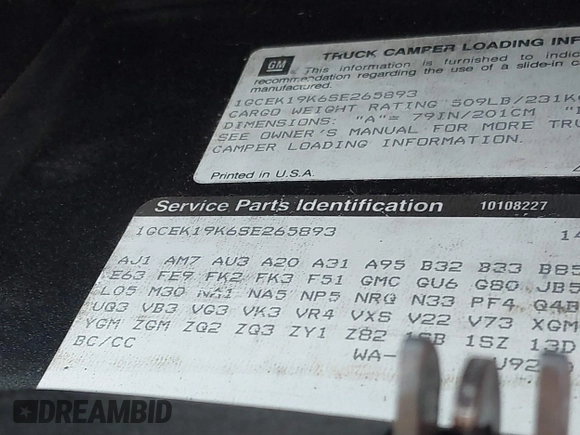 GM
TRUCK CAMPER LOADING INF
This information is furnished to indic
recommendation regarding the use of a slide-in c
manufactured.
1GCEK19K6SE265893
CARGO WEIGHT RATING 509LB/231K
DIMENSIONS: "A"= 79IN/201CM
SEE OWNER'S MANUAL FOR MORE TRU
CAMPER LOADING INFORMATION.
Printed in U.S.A.
Service Parts Identification 10108227
1GCEK19K6SE265893 14
AJ1 AM7 AU3 A20 A31 A95 B32 B33 B85
E63 FE9 FK2 FK3 F51 GMC GU6 G80 JB5
L05 M30 NA1 NA5 NP5 NRQ N33 PF4 Q4B
UQ3 VB3 VG3 VK3 VR4 VXS V22 V73 XGM
YGM ZGM ZQ2 ZQ3 ZY1 Z82 1SB 1SZ 13D
BC/CC WA- U92
DREAMBID